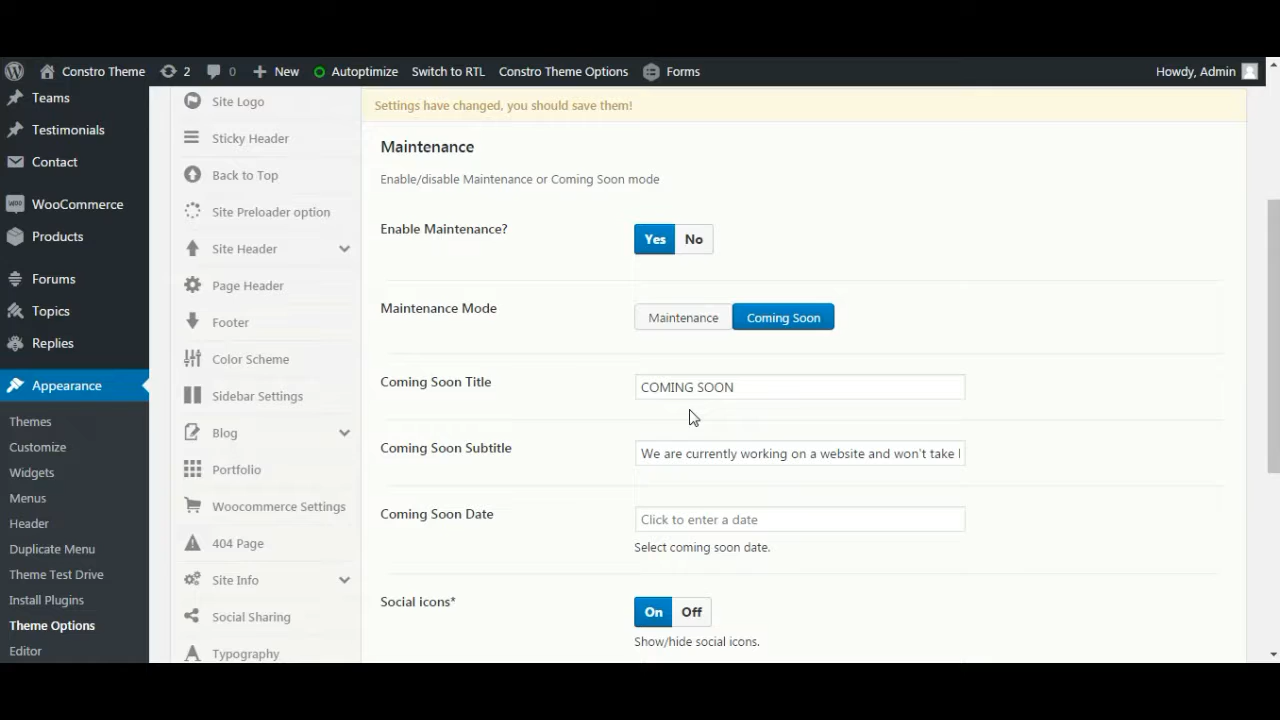 Constro Theme 2 0 New Autoptimize Switch to RTL Constro Theme Options Forms Howdy, Admin
Teams
Testimonials
Contact
WooCommerce
Products
Forums
Topics
Replies
Appearance
Themes
Customize
Widgets
Menus
Header
Duplicate Menu
Theme Test Drive
Install Plugins
Theme Options
Editor
Site Logo
Sticky Header
Back to Top
Site Preloader option
Site Header
Page Header
Footer
Color Scheme
Sidebar Settings
Blog
Portfolio
Woocommerce Settings
404 Page
Site Info
Social Sharing
Typography
Settings have changed, you should save them!
Maintenance
Enable/disable Maintenance or Coming Soon mode
Enable Maintenance? Yes No
Maintenance Mode Maintenance Coming Soon
Coming Soon Title COMING SOON
Coming Soon Subtitle We are currently working on a website and won't take
Coming Soon Date Click to enter a date
Select coming soon date.
Social icons* On Off
Show/hide social icons.